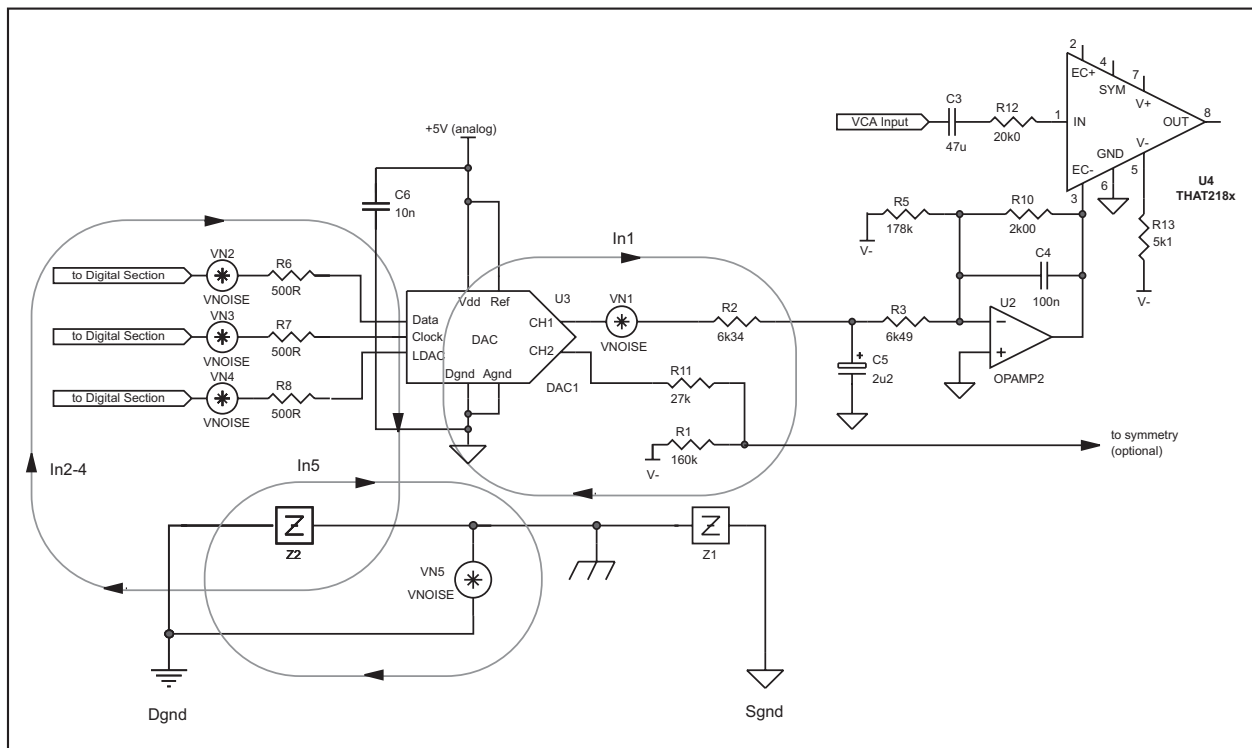 2
4
EC+
7
SYM
C3
R12
V+
8
VCA Input
1
IN
OUT
+5V (analog)
47u
20k0
V-
GND
EC-
5
U4
THAT218x
C6
10n
3
6
R5
R10
178k
2k00
R13
5k1
In1
V-
C4
VN2
R6
to Digital Section
VNOISE
500R
100n
V-
Vdd
Ref
U3
VN1
R2
R3
U2
Data
CH1
VN3
R7
Clock
DAC
to Digital Section
VNOISE
500R
LDAC
CH2
VNOISE
6k34
6k49
C5
+
2u2
−
+
OPAMP2
VN4
R8
Dgnd
Agnd
DAC1
R11
to Digital Section
VNOISE
500R
27k
R1
160k
V-
to symmetry
(optional)
In2-4
In5
Z
Z2
Z
Z1
VN5
VNOISE
Dgnd
Sgnd